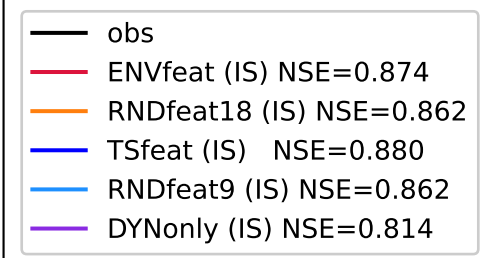 obs
ENVfeat (IS) NSE=0.874
RNDfeat18 (IS) NSE=0.862
TSfeat (IS)   NSE=0.880
RNDfeat9 (IS) NSE=0.862
DYNonly (IS) NSE=0.814